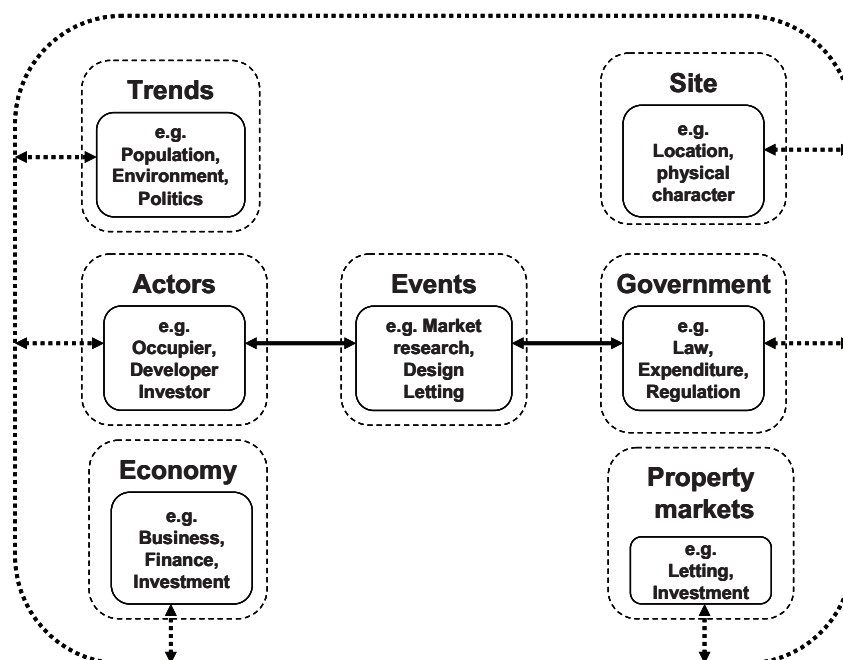 Trends
e.g.
Population,
Environment,
Politics
Site
e.g.
Location,
physical
character
Actors
e.g.
Occupier,
Developer
Investor
Events
e.g. Market
research,
Design
Letting
Government
e.g.
Law,
Expenditure,
Regulation
Economy
e.g.
Business,
Finance,
Investment
Property
markets
e.g.
Letting,
Investment